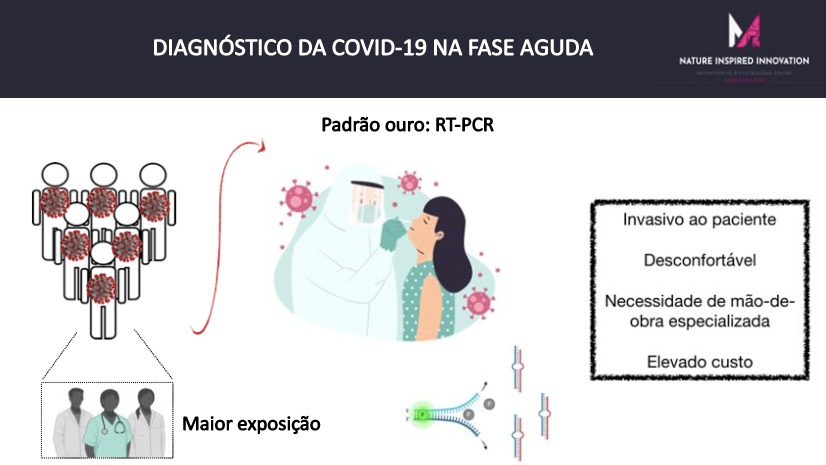 DIAGNÓSTICO DA COVID-19 NA FASE AGUDA
NATURE INSPIRED INNOVATION
Padrão ouro: RT-PCR
Invasivo ao paciente
Desconfortável
Necessidade de mão-de-
obra especializada
Elevado custo
Maior exposição